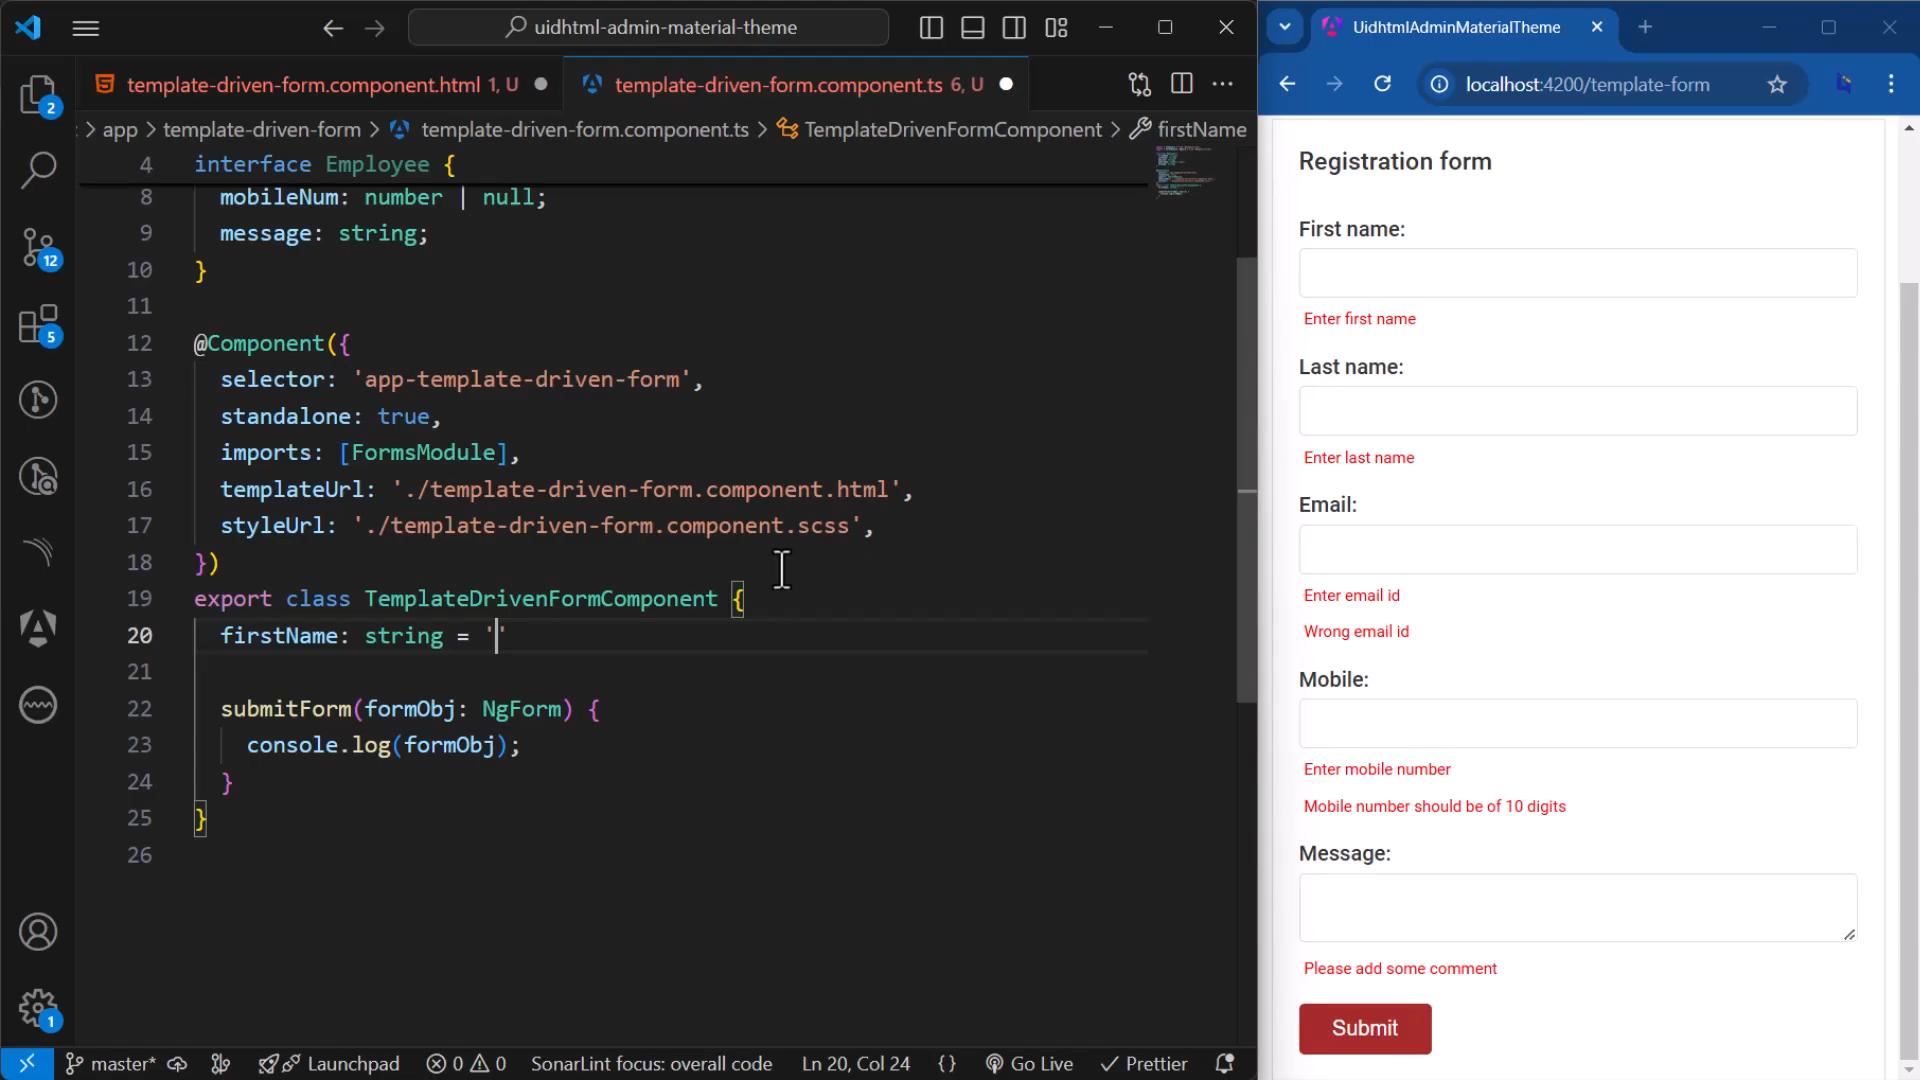 uidhtml-admin-material-theme
template-driven-form.component.html 1, U
template-driven-form.component.ts 6, U
app > template-driven-form > template-driven-form.component.ts > TemplateDrivenFormComponent > firstName
4 interface Employee {
8 mobileNum: number | null;
9 message: string;
10 }
11
12 @Component({
13 selector: 'app-template-driven-form',
14 standalone: true,
15 imports: [FormsModule],
16 templateUrl: './template-driven-form.component.html',
17 styleUrl: './template-driven-form.component.scss',
18 })
19 export class TemplateDrivenFormComponent {
20 firstName: string = ''
21
22 submitForm(formObj: NgForm) {
23 console.log(formObj);
24 }
25 }
26
2
12
5
1
master* Launchpad 0 0 SonarLint focus: overall code Ln 20, Col 24 {} Go Live Prettier
UidhtmlAdminMaterialTheme
localhost:4200/template-form
Registration form
First name:
Enter first name
Last name:
Enter last name
Email:
Enter email id
Wrong email id
Mobile:
Enter mobile number
Mobile number should be of 10 digits
Message:
Please add some comment
Submit